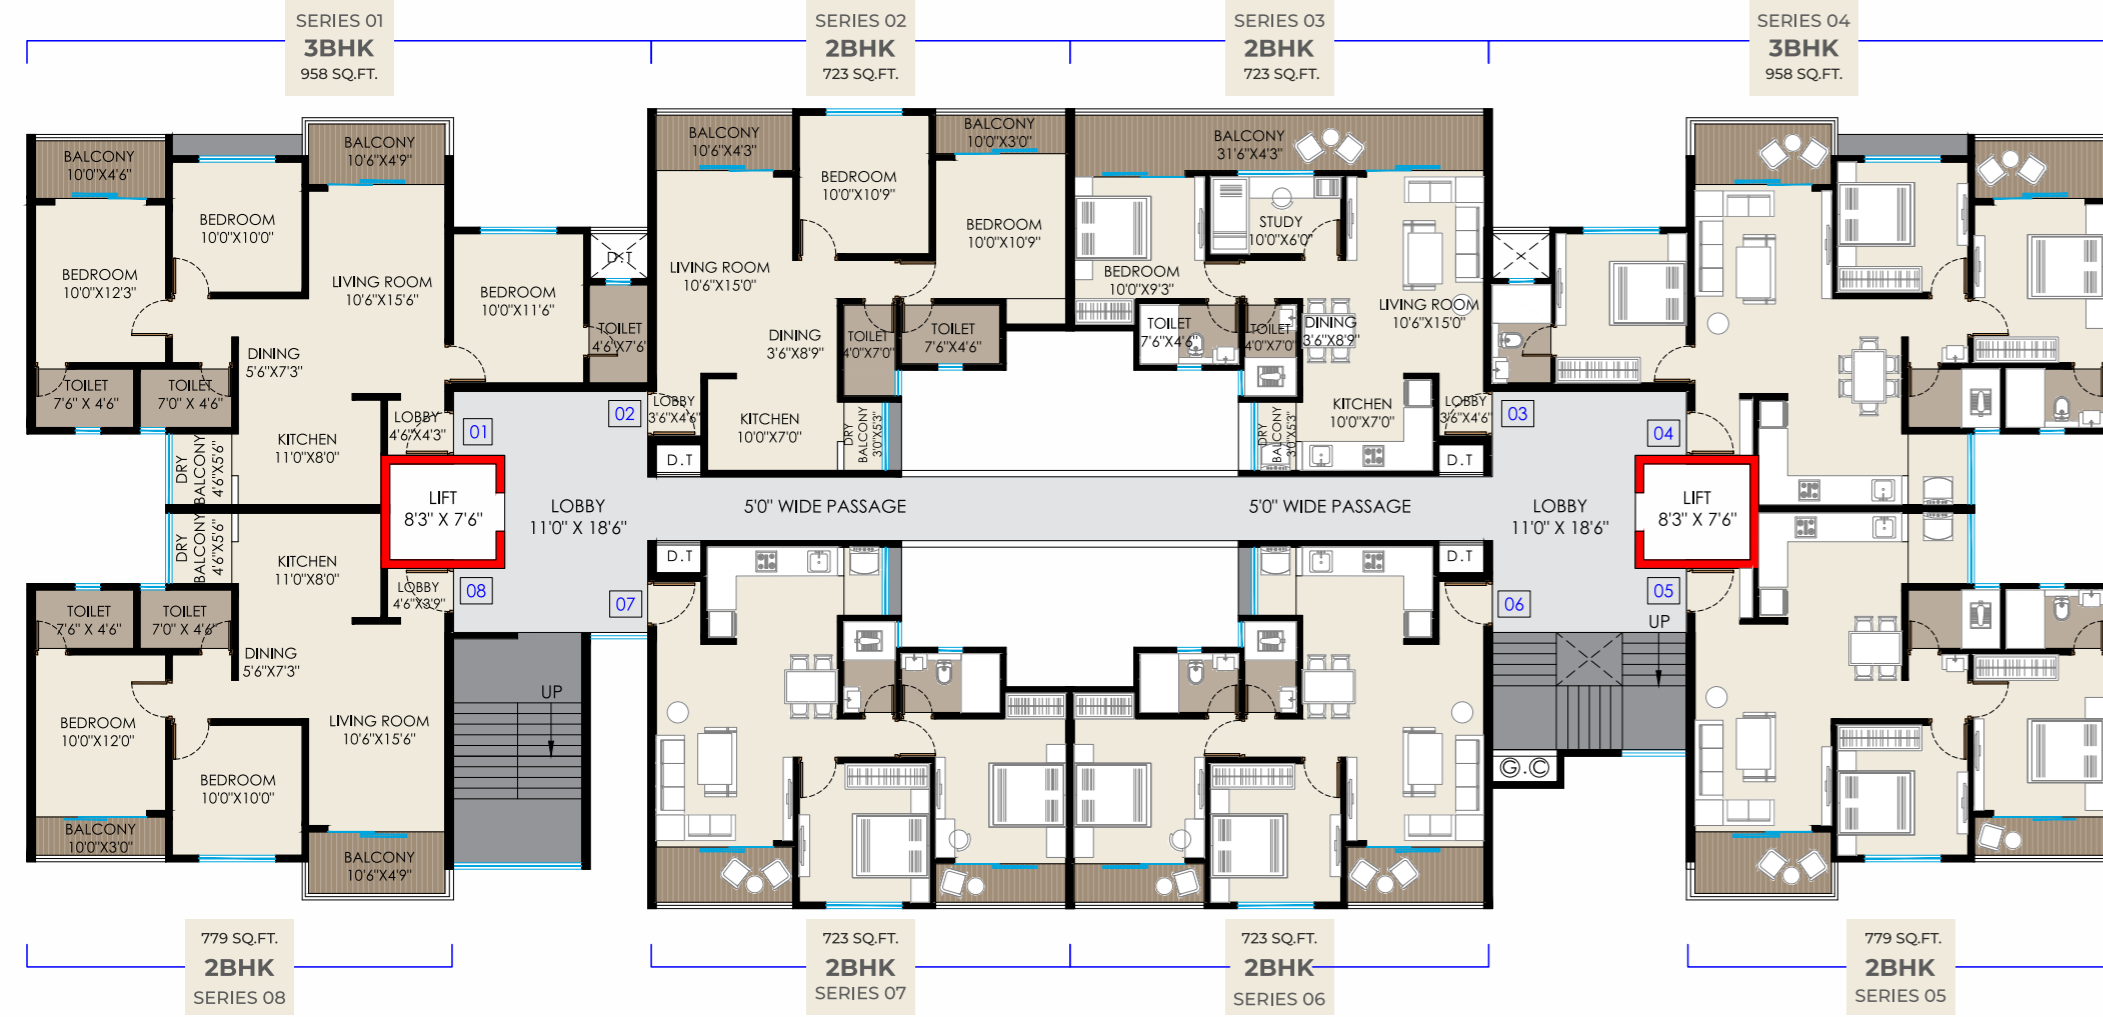 SERIES 01
3BHK
958 SQ.FT.
SERIES 02
2BHK
723 SQ.FT.
SERIES 03
2BHK
723 SQ.FT.
SERIES 04
3BHK
958 SQ.FT.
BALCONY
10'0"X4'6"
BEDROOM
10'0"X10'0"
BALCONY
10'6"X4'9"
BEDROOM
10'0"X12'3"
LIVING ROOM
10'6"X15'6"
BEDROOM
10'0"X11'6"
D.T
TOILET
4'6"X7'6"
DINING
5'6"X7'3"
TOILET
7'6" X 4'6"
TOILET
7'0" X 4'6"
LOBBY
4'6"X4'3"
KITCHEN
11'0"X8'0"
DRY
BALCONY
4'6"X5'6"
01
02
BALCONY
10'6"X4'3"
BEDROOM
10'0"X10'9"
BALCONY
10'0"X3'0"
BEDROOM
10'0"X10'9"
LIVING ROOM
10'6"X15'0"
DINING
3'6"X8'9"
TOILET
4'0"X7'0"
TOILET
7'6"X4'6"
LOBBY
3'6"X4'6"
KITCHEN
10'0"X7'0"
DRY
BALCONY
3'0"X5'3"
D.T
BALCONY
31'6"X4'3"
STUDY
10'0"X6'0"
BEDROOM
10'0"X9'3"
LIVING ROOM
10'6"X15'0"
TOILET
7'6"X4'6"
TOILET
4'0"X7'0"
DINING
3'6"X8'9"
KITCHEN
10'0"X7'0"
LOBBY
3'6"X4'6"
DRY
BALCONY
3'0"X5'3"
D.T
03
04
LIFT
8'3" X 7'6"
LOBBY
11'0" X 18'6"
5'0" WIDE PASSAGE
5'0" WIDE PASSAGE
LOBBY
11'0" X 18'6"
LIFT
8'3" X 7'6"
DRY
BALCONY
4'6"X5'6"
KITCHEN
11'0"X8'0"
LOBBY
4'6"X3'9"
08
07
D.T
D.T
06
05
UP
TOILET
7'6" X 4'6"
TOILET
7'0" X 4'6"
DINING
5'6"X7'3"
BEDROOM
10'0"X12'0"
LIVING ROOM
10'6"X15'6"
UP
BEDROOM
10'0"X10'0"
G.C
BALCONY
10'0"X3'0"
BALCONY
10'6"X4'9"
779 SQ.FT.
2BHK
SERIES 08
723 SQ.FT.
2BHK
SERIES 07
723 SQ.FT.
2BHK
SERIES 06
779 SQ.FT.
2BHK
SERIES 05